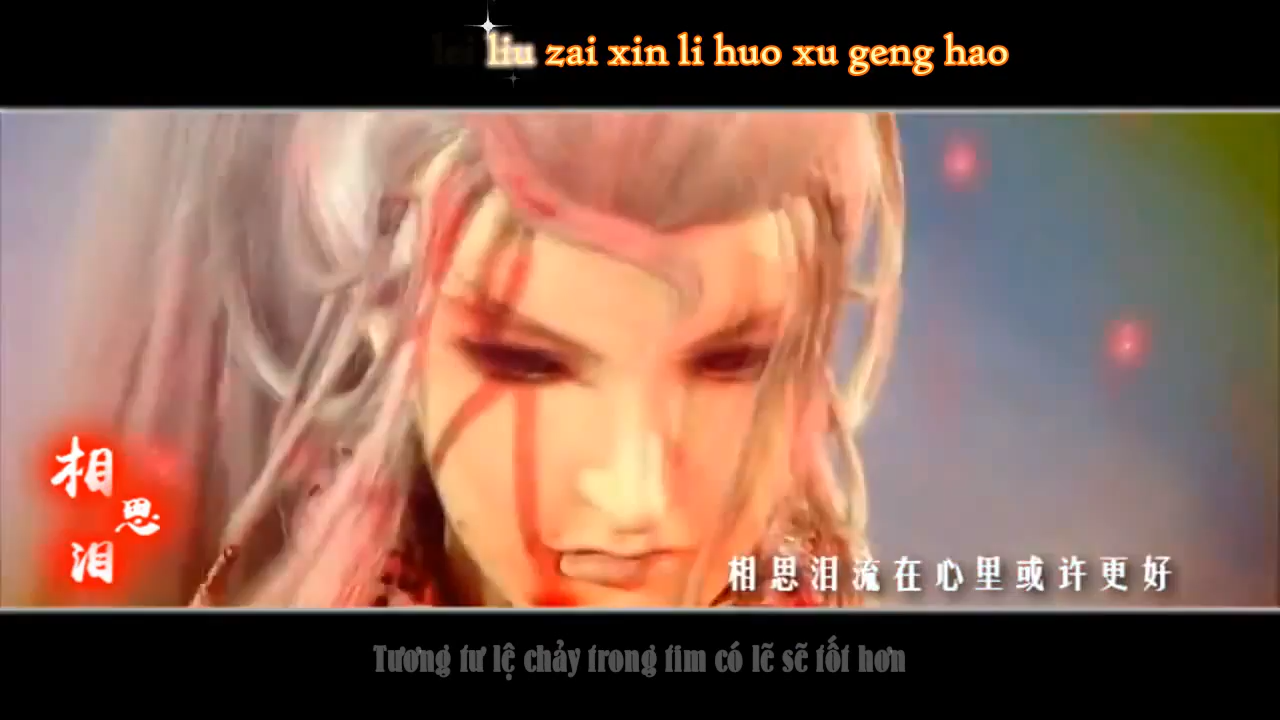 lei liu zai xin li huo xu geng hao
相思泪
相思泪流在心里或许更好
Tương tư lệ chảy trong tim có lẽ sẽ tốt hơn